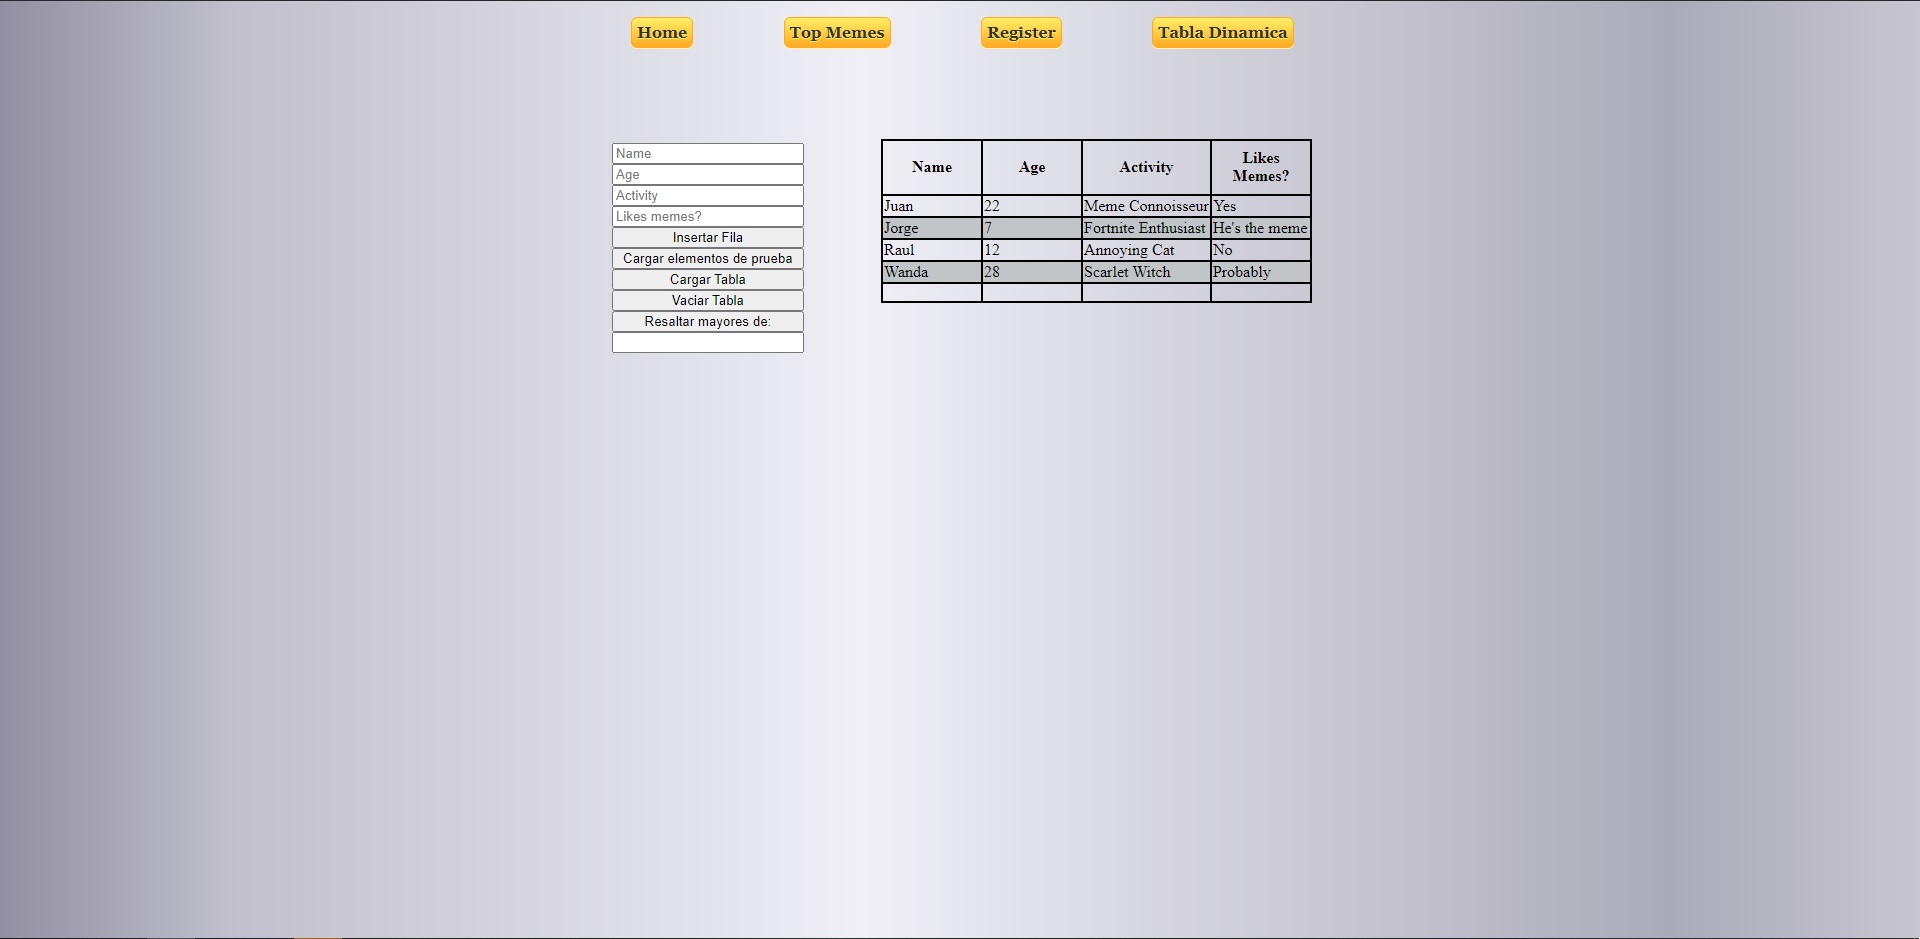 Home Top Memes Register Tabla Dinamica
Name
Age
Activity
Likes memes?
Insertar Fila
Cargar elementos de prueba
Cargar Tabla
Vaciar Tabla
Resaltar mayores de:
Name Age Activity Likes Memes?
Juan 22 Meme Connoisseur Yes
Jorge 7 Fortnite Enthusiast He's the meme
Raul 12 Annoying Cat No
Wanda 28 Scarlet Witch Probably